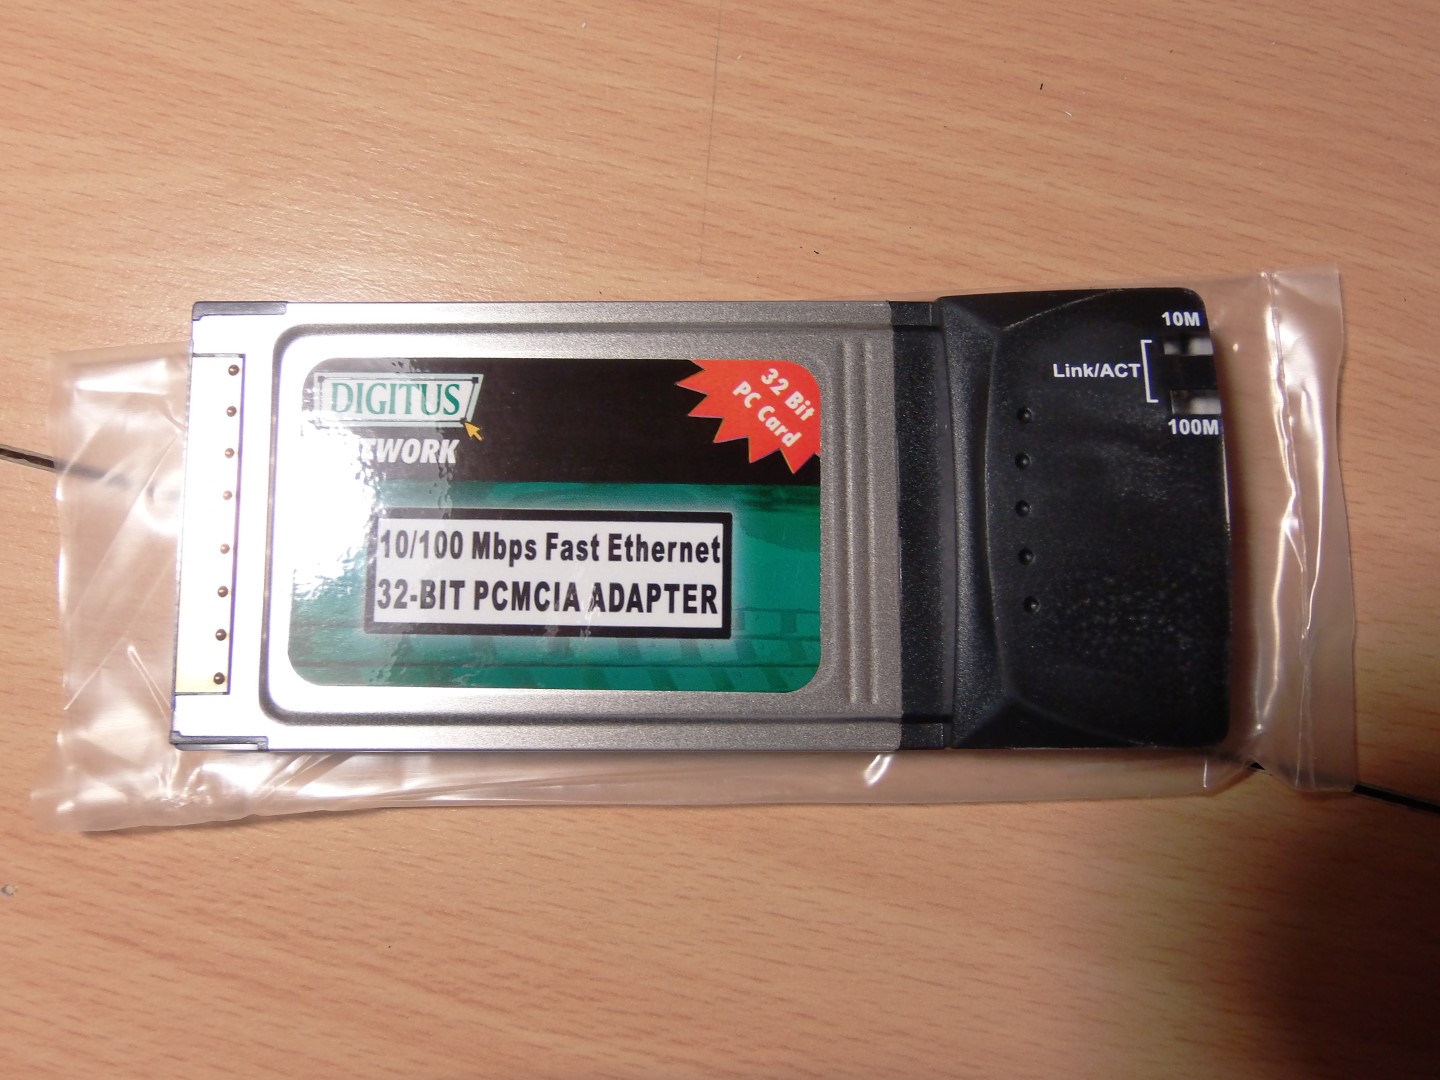 DIGITUS
32 Bit
PC Card
10/100 Mbps Fast Ethernet
32-BIT PCMCIA ADAPTER
10M
Link/ACT
100M